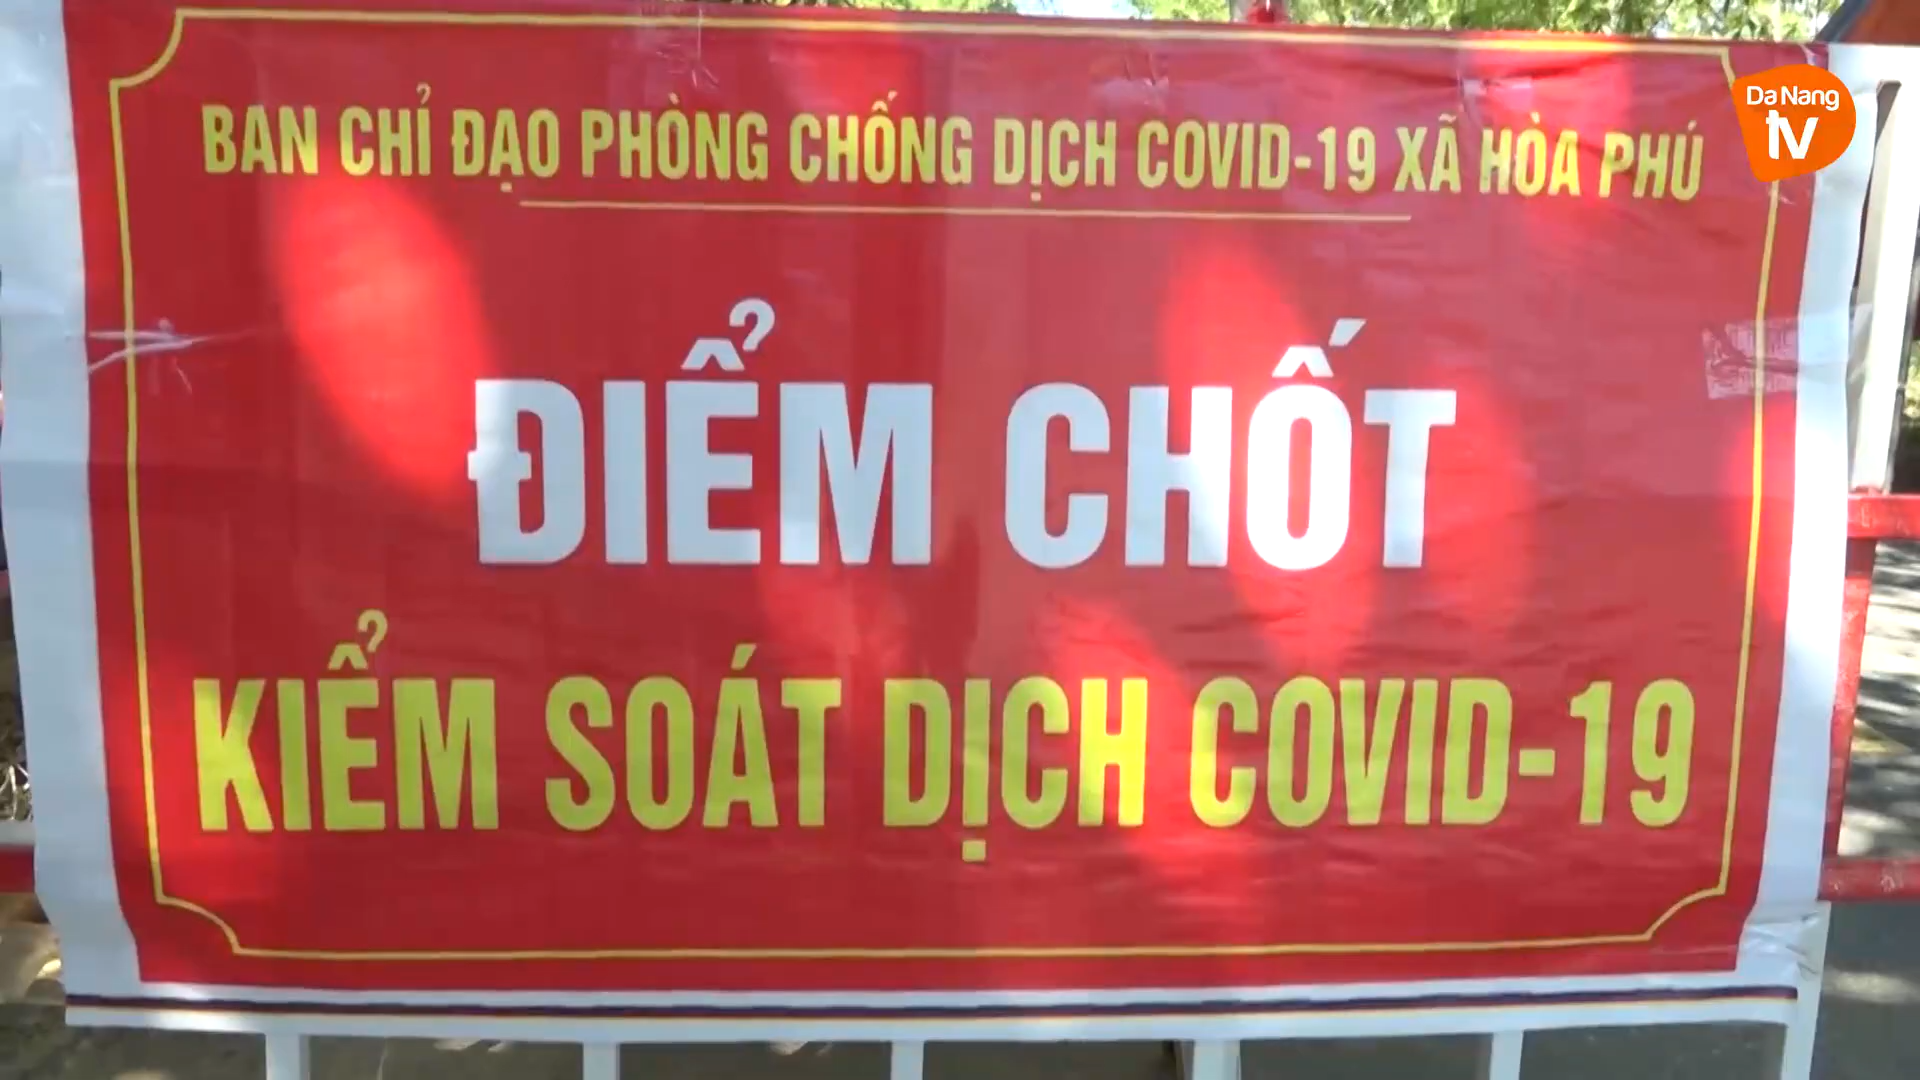 BAN CHỈ ĐẠO PHÒNG CHỐNG DỊCH COVID-19 XÃ HÒA PHÚ
Da Nang
tv
ĐIỂM CHỐT
KIỂM SOÁT DỊCH COVID-19